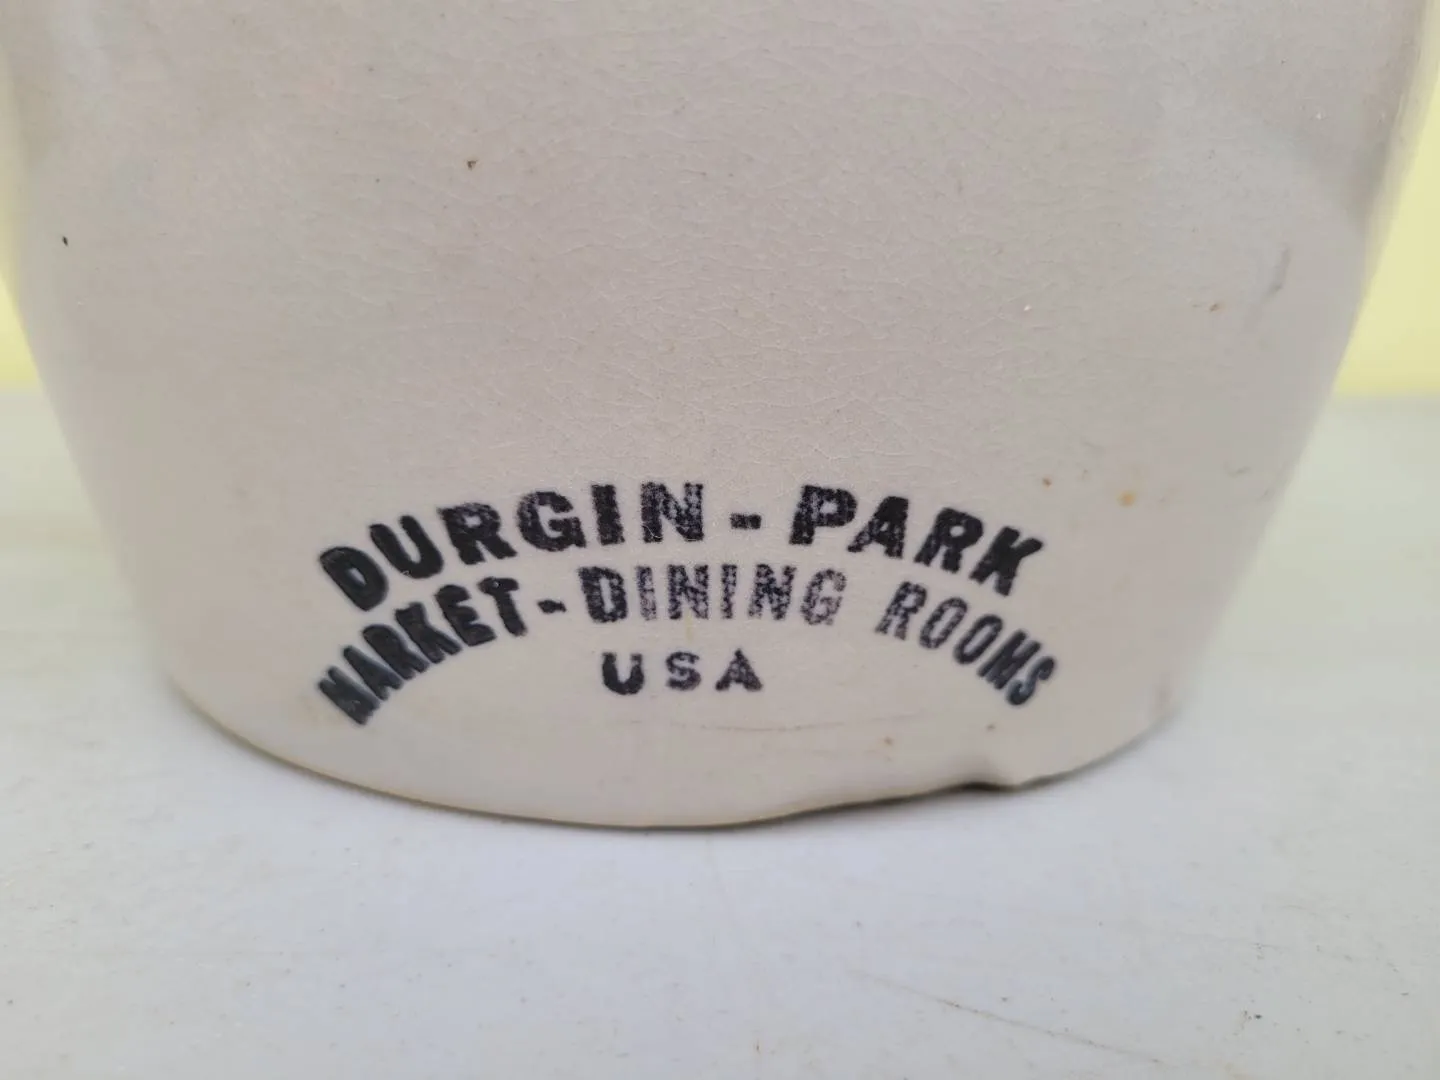 DURGIN - PARK
MARKET - DINING ROOMS
USA